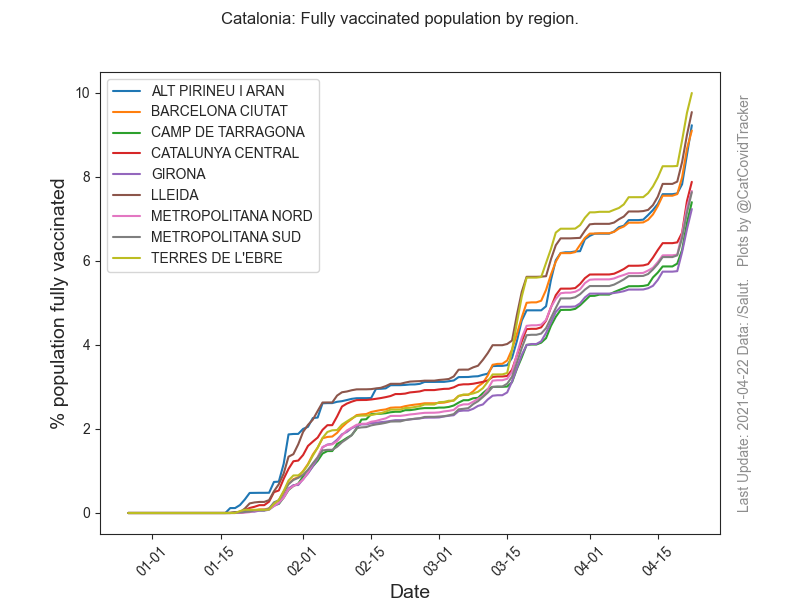 Catalonia: Fully vaccinated population by region.
% population fully vaccinated
10
8
6
4
2
0
ALT PIRINEU I ARAN
BARCELONA CIUTAT
CAMP DE TARRAGONA
CATALUNYA CENTRAL
GIRONA
LLEIDA
METROPOLITANA NORD
METROPOLITANA SUD
TERRES DE L'EBRE
01-01
01-15
02-01
02-15
03-01
03-15
04-01
04-15
Date
Last Update: 2021-04-22 Data: /Salut   Plots by @CatCovidTracker